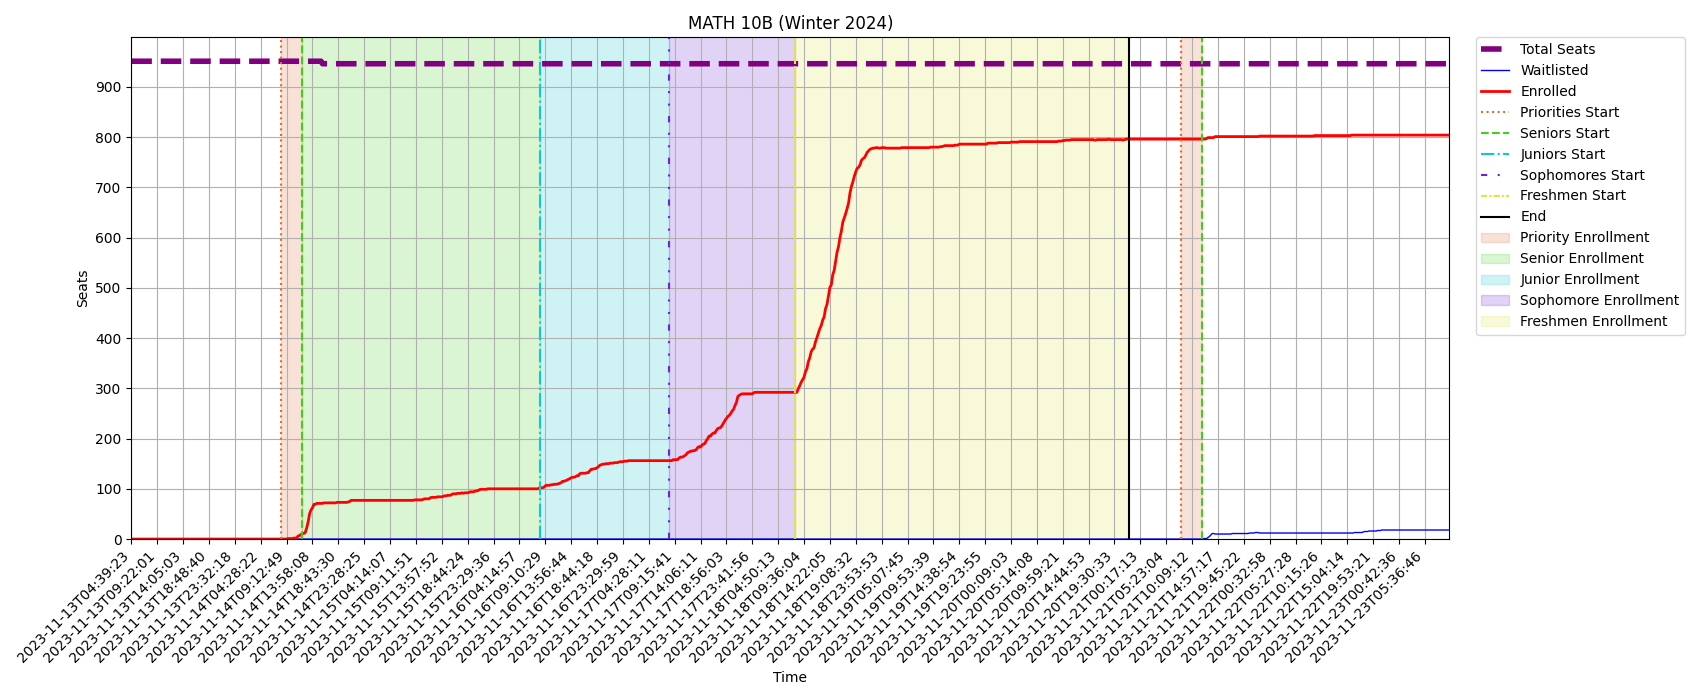 MATH 10B (Winter 2024)
Seats
900
800
700
600
500
400
300
200
100
0
2023-11-13T04:39:23
2023-11-13T09:22:01
2023-11-13T14:05:03
2023-11-13T18:48:40
2023-11-13T23:32:18
2023-11-14T04:28:22
2023-11-14T09:12:49
2023-11-14T13:58:08
2023-11-14T18:43:30
2023-11-14T23:28:25
2023-11-15T04:14:07
2023-11-15T09:11:51
2023-11-15T13:57:52
2023-11-15T18:44:24
2023-11-15T23:29:36
2023-11-16T04:14:57
2023-11-16T09:10:29
2023-11-16T13:56:44
2023-11-16T18:44:18
2023-11-16T23:29:59
2023-11-17T04:28:11
2023-11-17T09:15:41
2023-11-17T14:06:11
2023-11-17T18:56:03
2023-11-17T23:41:56
2023-11-18T04:50:13
2023-11-18T09:36:04
2023-11-18T14:22:05
2023-11-18T19:08:32
2023-11-18T23:53:53
2023-11-19T05:07:45
2023-11-19T09:53:39
2023-11-19T14:38:54
2023-11-19T19:23:55
2023-11-20T00:09:03
2023-11-20T05:14:08
2023-11-20T09:59:21
2023-11-20T14:44:53
2023-11-20T19:30:33
2023-11-21T00:17:13
2023-11-21T05:23:04
2023-11-21T10:09:12
2023-11-21T14:57:17
2023-11-21T19:45:22
2023-11-22T00:32:58
2023-11-22T05:27:28
2023-11-22T10:15:26
2023-11-22T15:04:14
2023-11-22T19:53:21
2023-11-23T00:42:36
2023-11-23T05:36:46
Time
Total Seats
Waitlisted
Enrolled
Priorities Start
Seniors Start
Juniors Start
Sophomores Start
Freshmen Start
End
Priority Enrollment
Senior Enrollment
Junior Enrollment
Sophomore Enrollment
Freshmen Enrollment